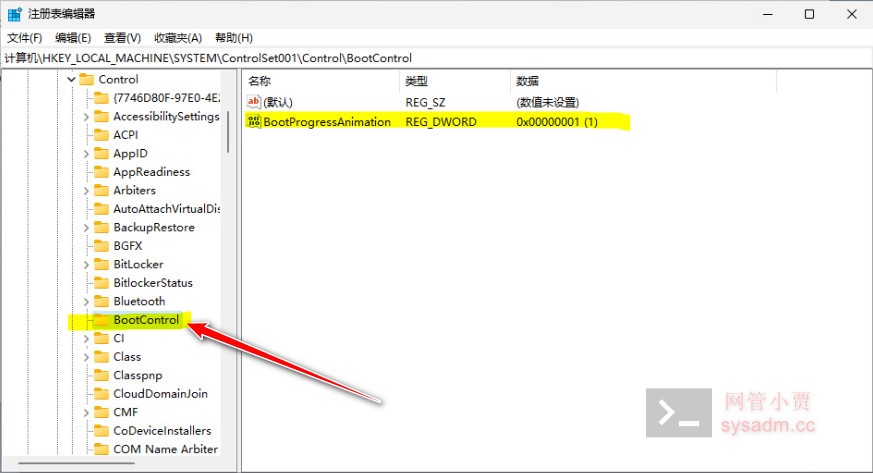 注册表编辑器
文件(F) 编辑(E) 查看(V) 收藏夹(A) 帮助(H)
计算机\HKEY_LOCAL_MACHINE\SYSTEM\ControlSet001\Control\BootControl
Control
{7746D80F-97E0-4E2
AccessibilitySettings
ACPI
AppID
AppReadiness
Arbiters
AutoAttachVirtualDis
BackupRestore
BGFX
BitLocker
BitlockerStatus
Bluetooth
BootControl
CI
Class
Classpnp
CloudDomainJoin
CMF
CoDeviceInstallers
COM Name Arbiter
名称 类型 数据
ab (默认) REG_SZ (数值未设置)
BootProgressAnimation REG_DWORD 0x00000001 (1)
网管小贾
sysadm.cc